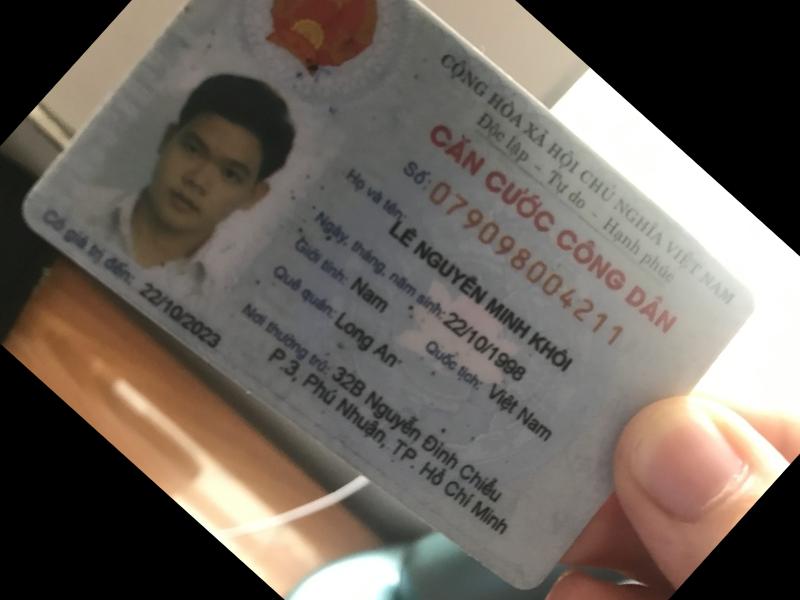 CỘNG HÒA XÃ HỘI CHỦ NGHĨA VIỆT NAM
Độc lập - Tự do - Hạnh phúc
CĂN CƯỚC CÔNG DÂN
Số: 079098004211
Họ và tên:
LÊ NGUYỄN MINH KHÔI
Ngày, tháng, năm sinh: 22/10/1998
Giới tính: Nam Quốc tịch: Việt Nam
Quê quán: Long An
Nơi thường trú: 32B Nguyễn Đình Chiểu
P.3, Phú Nhuận, TP. Hồ Chí Minh
Có giá trị đến: 22/10/2023